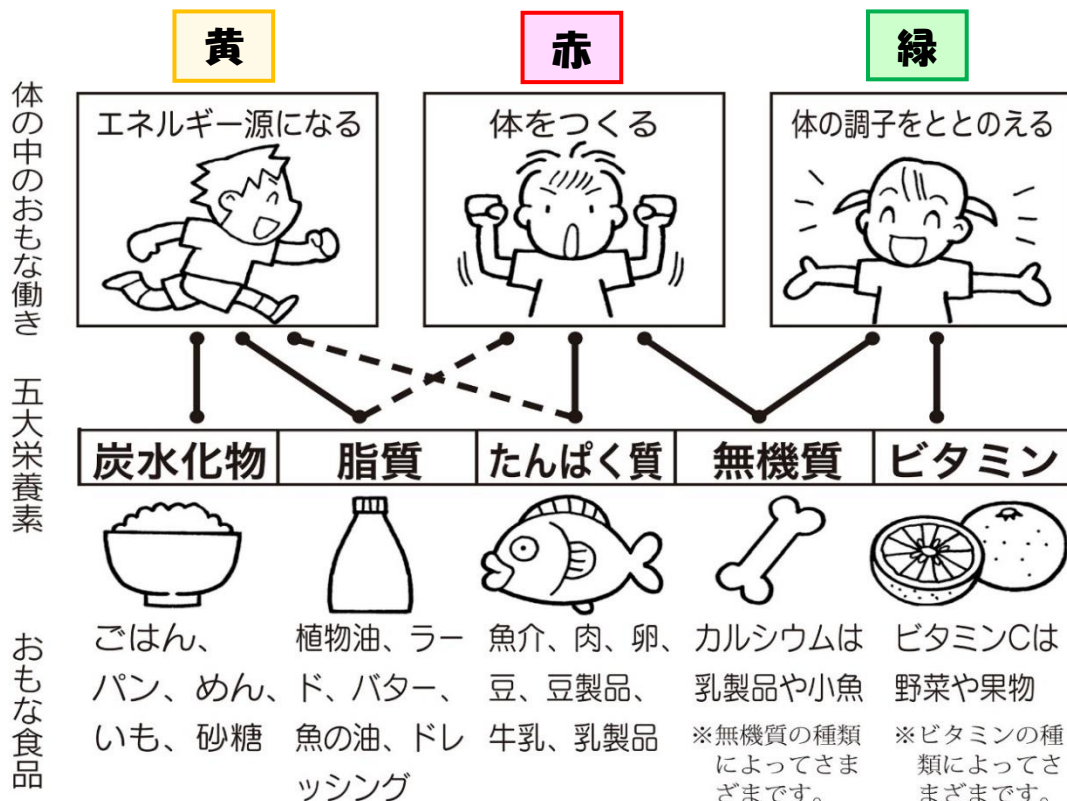 黄
赤
緑
体の中のおもな働き
エネルギー源になる
体をつくる
体の調子をととのえる
五大栄養素
炭水化物
脂質
たんぱく質
無機質
ビタミン
おもな食品
ごはん、
パン、めん、
いも、砂糖
植物油、ラー
ド、バター、
魚の油、ドレ
ッシング
魚介、肉、卵、
豆、豆製品、
牛乳、乳製品
カルシウムは
乳製品や小魚
※無機質の種類
によってさま
ざまです。
ビタミンCは
野菜や果物
※ビタミンの種
類によってさ
まざまです。